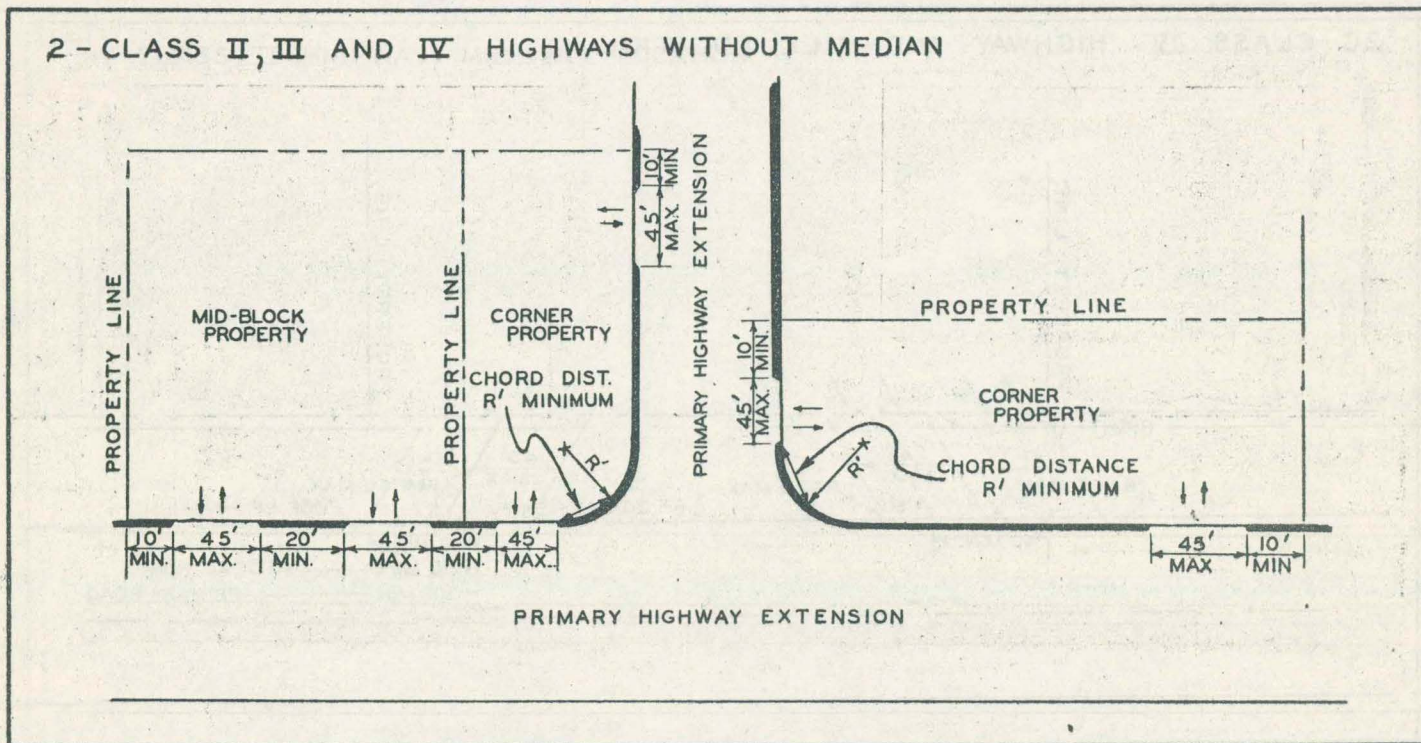 2 - CLASS II, III AND IV HIGHWAYS WITHOUT MEDIAN
PROPERTY LINE
MID-BLOCK
PROPERTY
PROPERTY LINE
CORNER
PROPERTY
CHORD DIST.
R' MINIMUM
R'*
10'
MIN
45'
MAX.
PRIMARY HIGHWAY EXTENSION
10'
MIN.
45'
MAX.
PROPERTY LINE
CORNER
PROPERTY
R'*
CHORD DISTANCE
R' MINIMUM
10'
MIN.
45'
MAX.
20'
MIN.
45'
MAX.
20'
MIN.
45'
MAX.
45'
MAX
10'
MIN
PRIMARY HIGHWAY EXTENSION